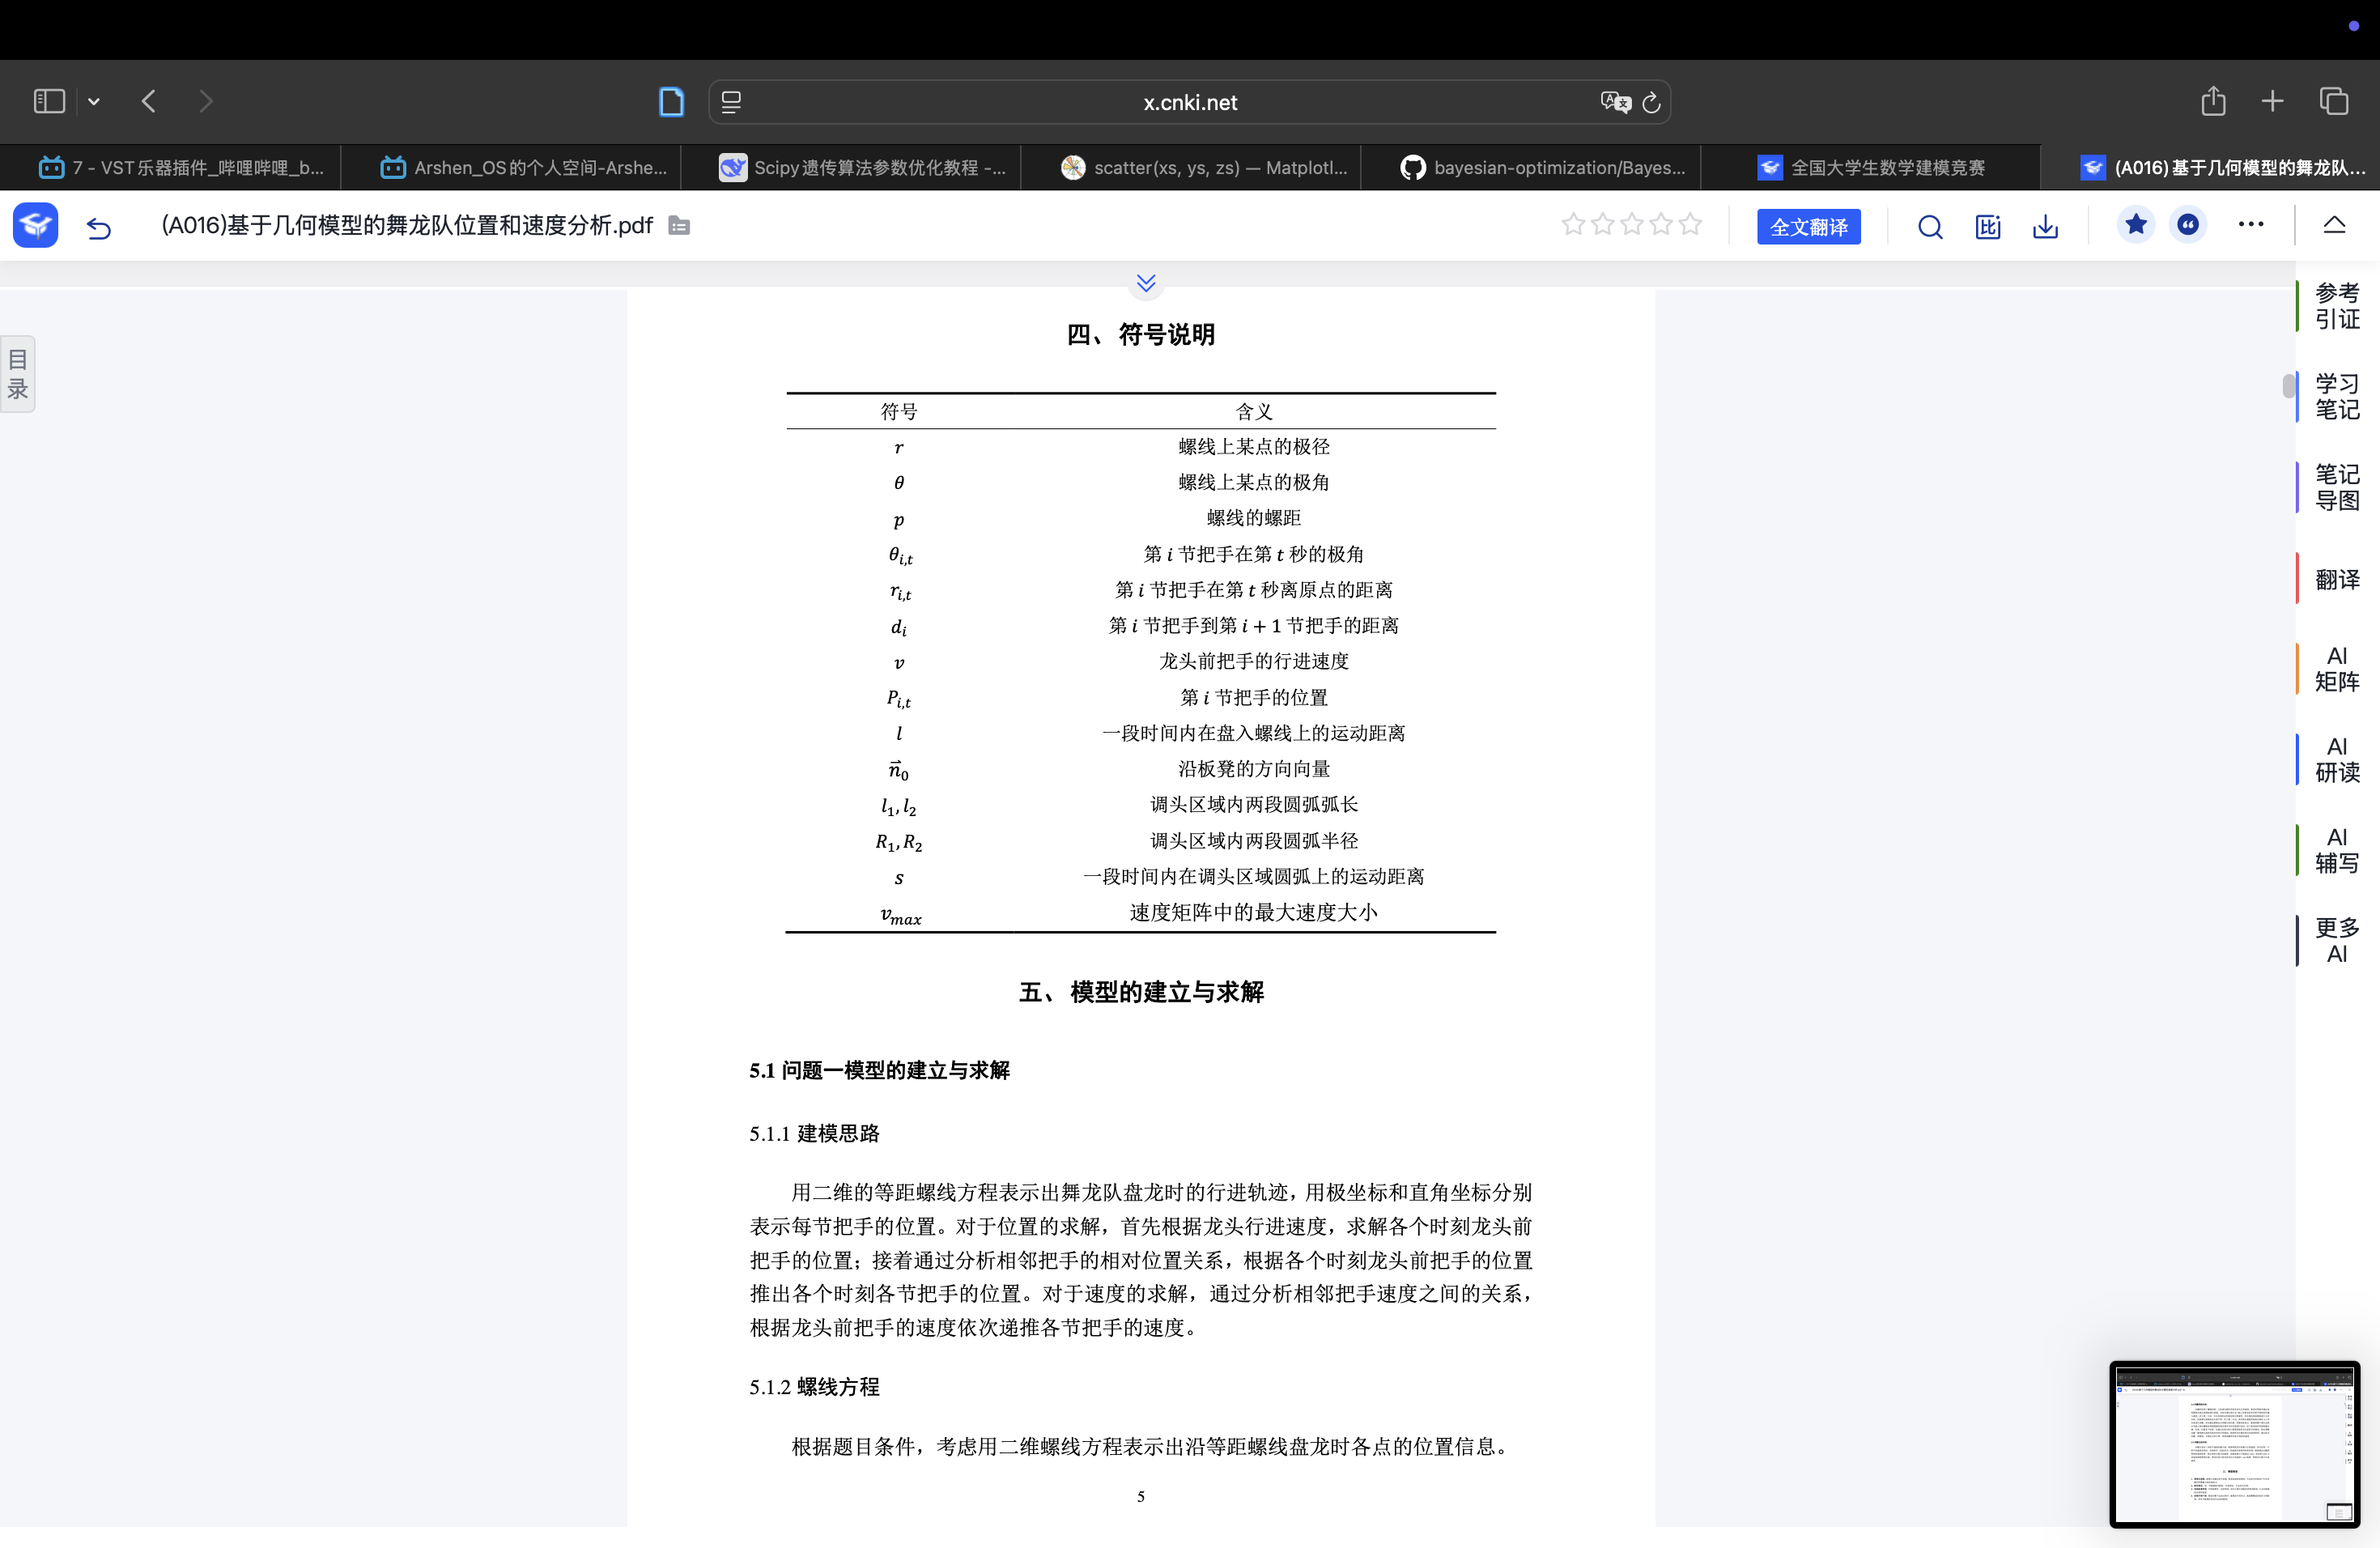 x.cnki.net
7 - VST乐器插件_哔哩哔哩_b...
Arshen_OS的个人空间-Arshe...
Scipy遗传算法参数优化教程 -...
scatter(xs, ys, zs) — Matplotl...
bayesian-optimization/Bayes...
全国大学生数学建模竞赛
(A016)基于几何模型的舞龙队...
(A016)基于几何模型的舞龙队位置和速度分析.pdf
全文翻译
目录
四、符号说明
符号 含义
r 螺线上某点的极径
θ 螺线上某点的极角
p 螺线的螺距
θ_{i,t} 第 i 节把手在第 t 秒的极角
r_{i,t} 第 i 节把手在第 t 秒离原点的距离
d_i 第 i 节把手到第 i + 1 节把手的距离
v 龙头前把手的行进速度
P_{i,t} 第 i 节把手的位置
l 一段时间内在盘入螺线上的运动距离
n⃗_0 沿板凳的方向向量
l_1, l_2 调头区域内两段圆弧弧长
R_1, R_2 调头区域内两段圆弧半径
s 一段时间内在调头区域圆弧上的运动距离
v_{max} 速度矩阵中的最大速度大小
五、模型的建立与求解
5.1 问题一模型的建立与求解
5.1.1 建模思路
用二维的等距螺线方程表示出舞龙队盘龙时的行进轨迹，用极坐标和直角坐标分别
表示每节把手的位置。对于位置的求解，首先根据龙头行进速度，求解各个时刻龙头前
把手的位置；接着通过分析相邻把手的相对位置关系，根据各个时刻龙头前把手的位置
推出各个时刻各节把手的位置。对于速度的求解，通过分析相邻把手速度之间的关系，
根据龙头前把手的速度依次递推各节把手的速度。
5.1.2 螺线方程
根据题目条件，考虑用二维螺线方程表示出沿等距螺线盘龙时各点的位置信息。
5
参考
引证
学习
笔记
笔记
导图
翻译
AI
矩阵
AI
研读
AI
辅写
更多
AI